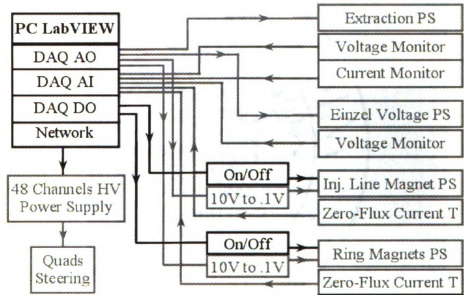 PC LabVIEW
DAQ AO
DAQ AI
DAQ DO
Network
48 Channels HV
Power Supply
Quads
Steering
Extraction PS
Voltage Monitor
Current Monitor
Einzel Voltage PS
Voltage Monitor
On/Off
10V to .1V
Inj. Line Magnet PS
Zero-Flux Current T
On/Off
10V to .1V
Ring Magnets PS
Zero-Flux Current T